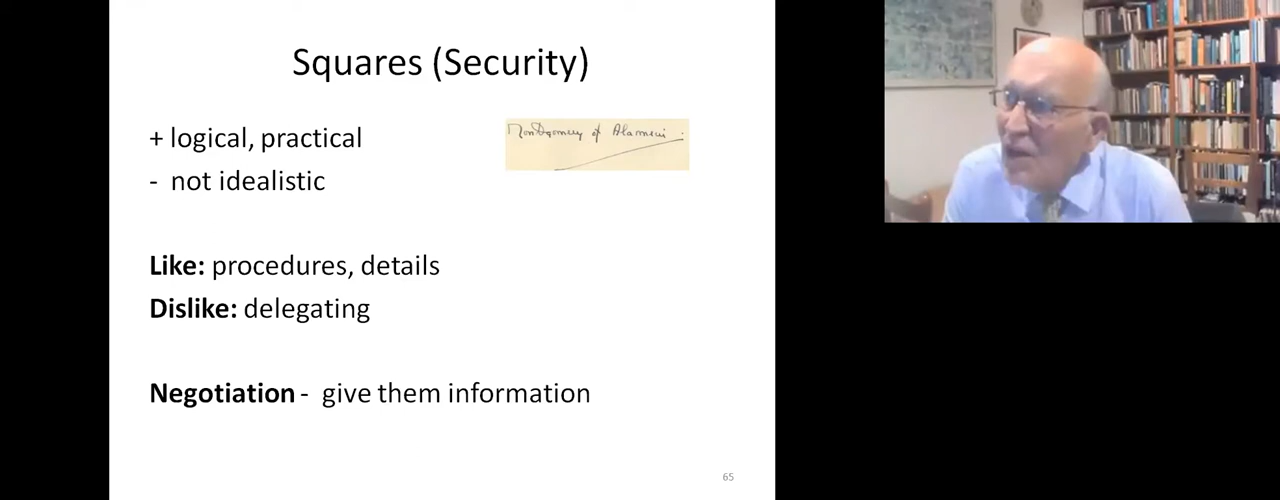 Squares (Security)
+ logical, practical
Montgomery of Alamein
- not idealistic
Like: procedures, details
Dislike: delegating
Negotiation - give them information
65